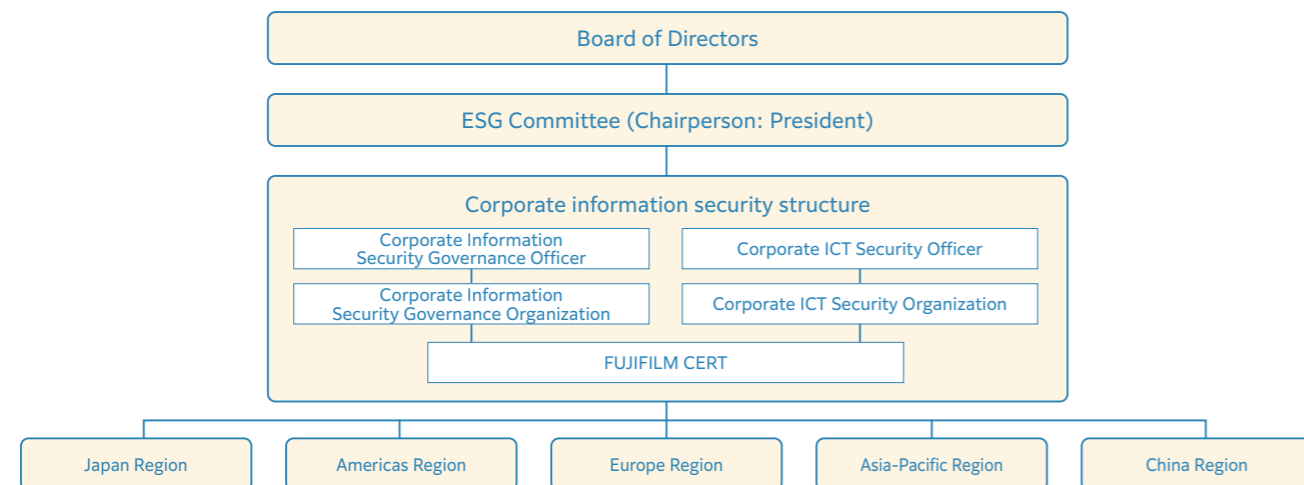 Board of Directors
ESG Committee (Chairperson: President)
Corporate information security structure
Corporate Information
Security Governance Officer
Corporate ICT Security Officer
Corporate Information
Security Governance Organization
Corporate ICT Security Organization
FUJIFILM CERT
Japan Region
Americas Region
Europe Region
Asia-Pacific Region
China Region